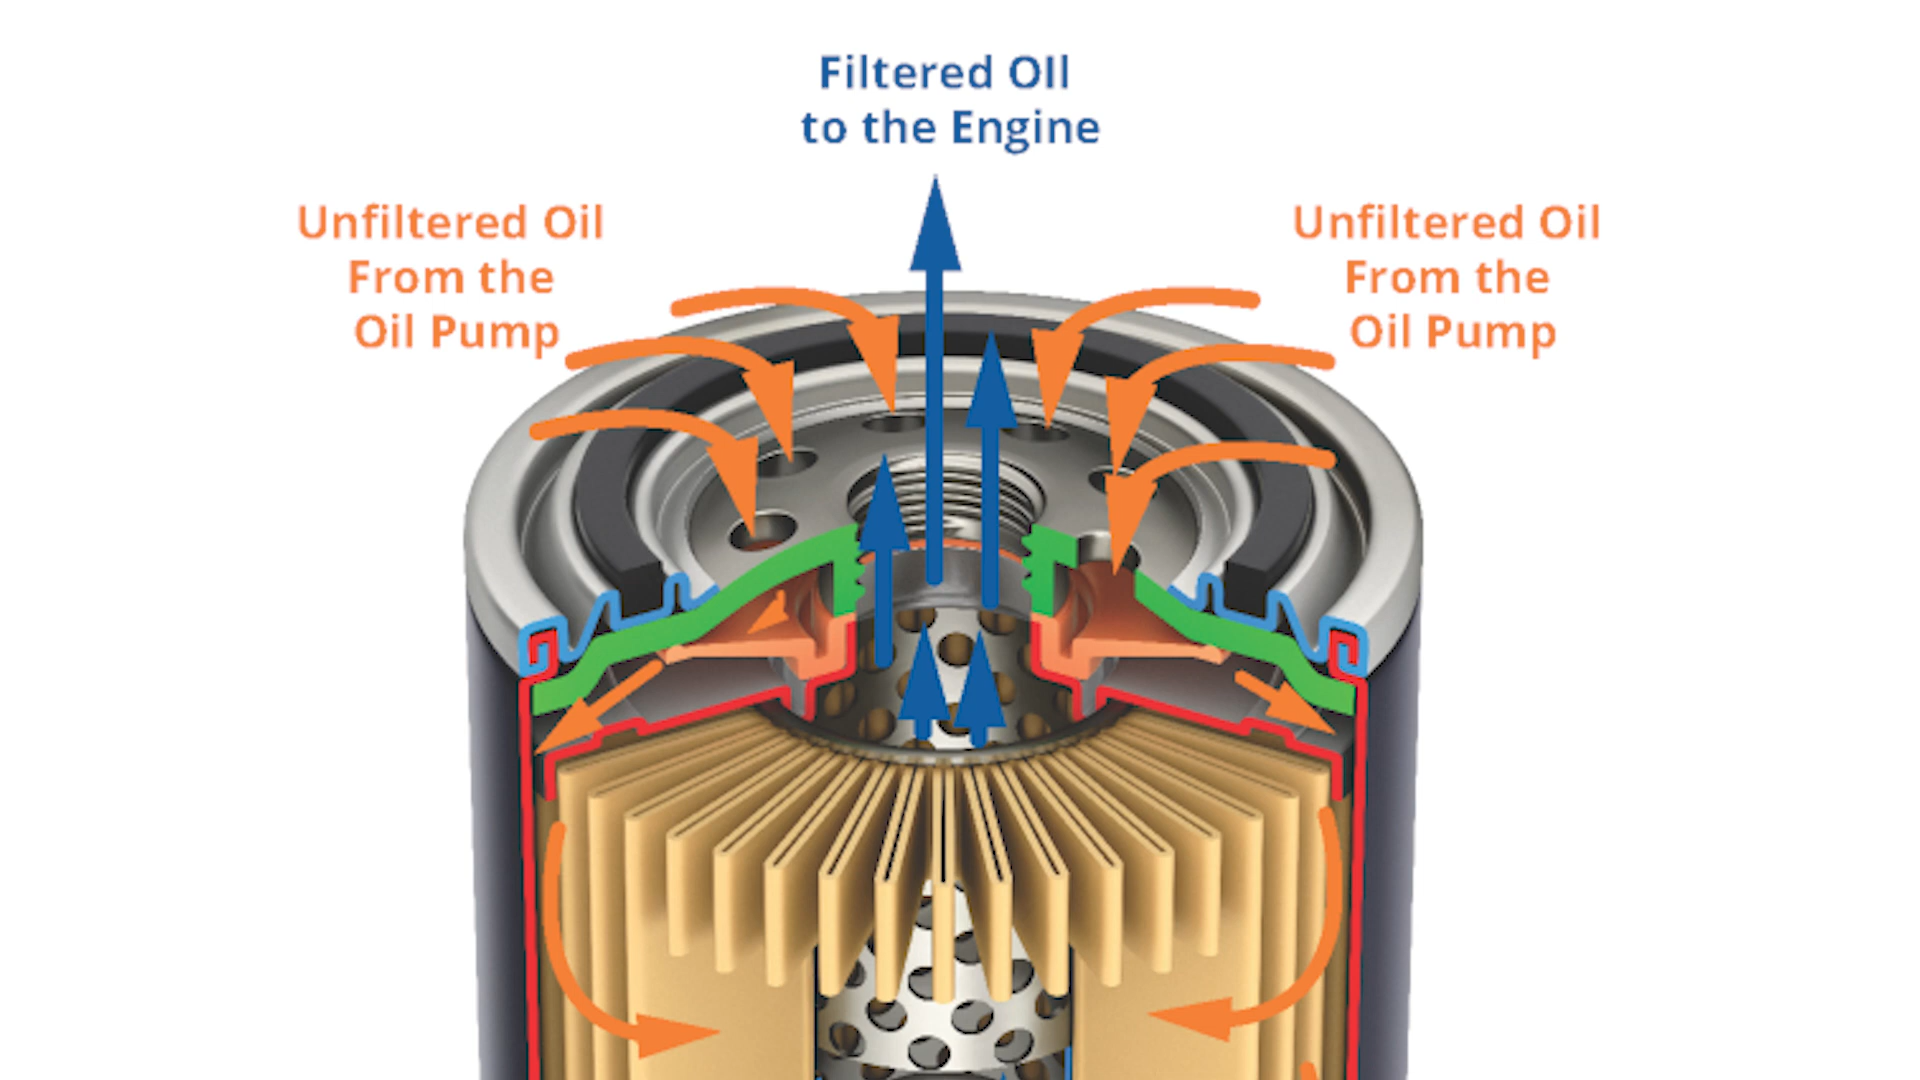 Filtered OIl
to the Engine
Unfiltered Oil
From the
Oil Pump
Unfiltered Oil
From the
Oil Pump